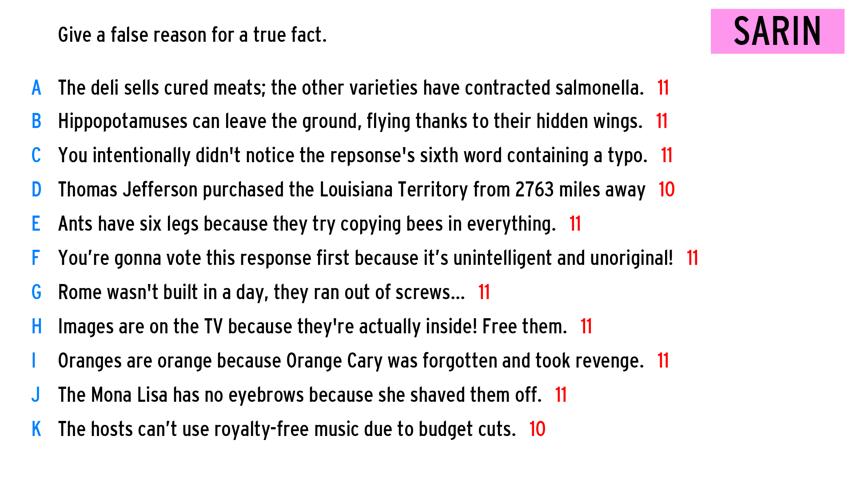 Give a false reason for a true fact.
SARIN
A The deli sells cured meats; the other varieties have contracted salmonella. 11
B Hippopotamuses can leave the ground, flying thanks to their hidden wings. 11
C You intentionally didn't notice the repsonse's sixth word containing a typo. 11
D Thomas Jefferson purchased the Louisiana Territory from 2763 miles away 10
E Ants have six legs because they try copying bees in everything. 11
F You're gonna vote this response first because it's unintelligent and unoriginal! 11
G Rome wasn't built in a day, they ran out of screws... 11
H Images are on the TV because they're actually inside! Free them. 11
I Oranges are orange because Orange Cary was forgotten and took revenge. 11
J The Mona Lisa has no eyebrows because she shaved them off. 11
K The hosts can't use royalty-free music due to budget cuts. 10